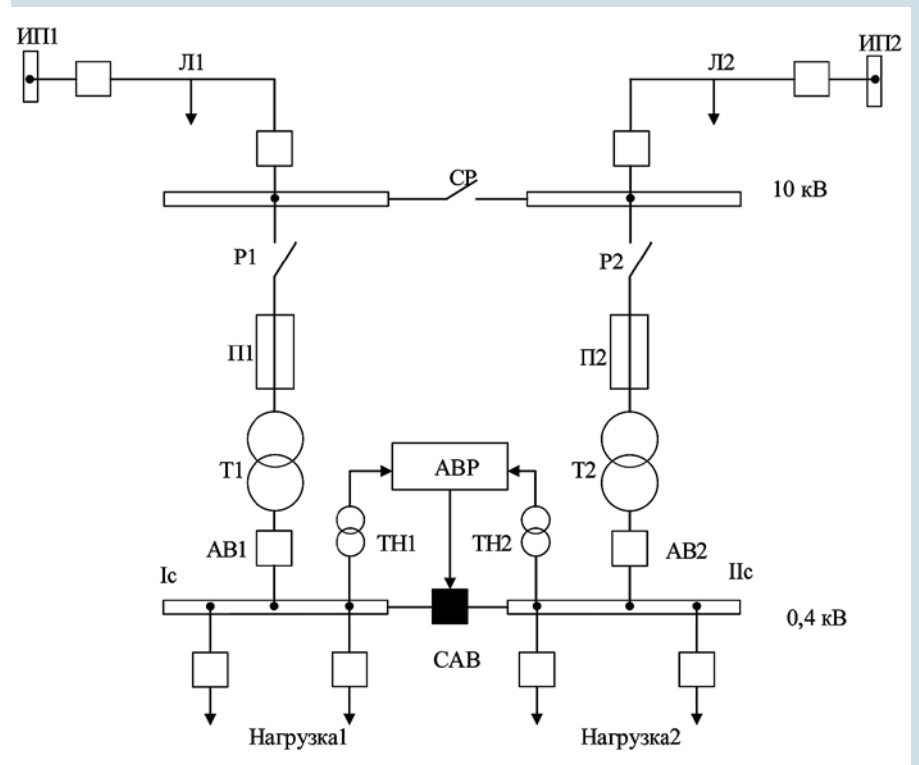 ИП1
Л1
Л2
ИП2
СР
10 кВ
Р1
Р2
П1
П2
Т1
АВР
Т2
АВ1
ТН1
ТН2
АВ2
Iс
IIс
0,4 кВ
САВ
Нагрузка1
Нагрузка2